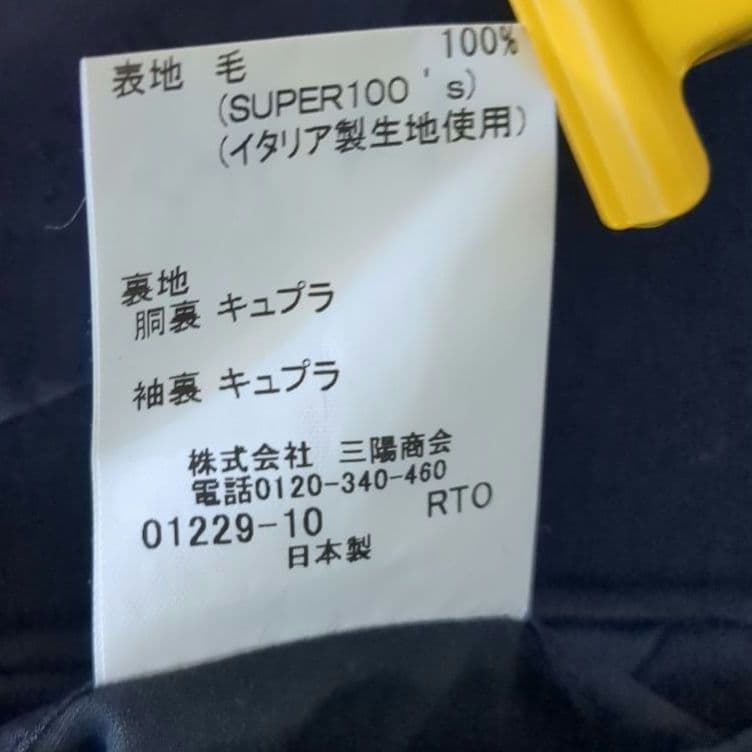 表地 毛 100%
(SUPER100's)
(イタリア製生地使用)
裏地
胴裏 キュプラ
袖裏 キュプラ
株式会社 三陽商会
電話0120-340-460
01229-10 RTO
日本製